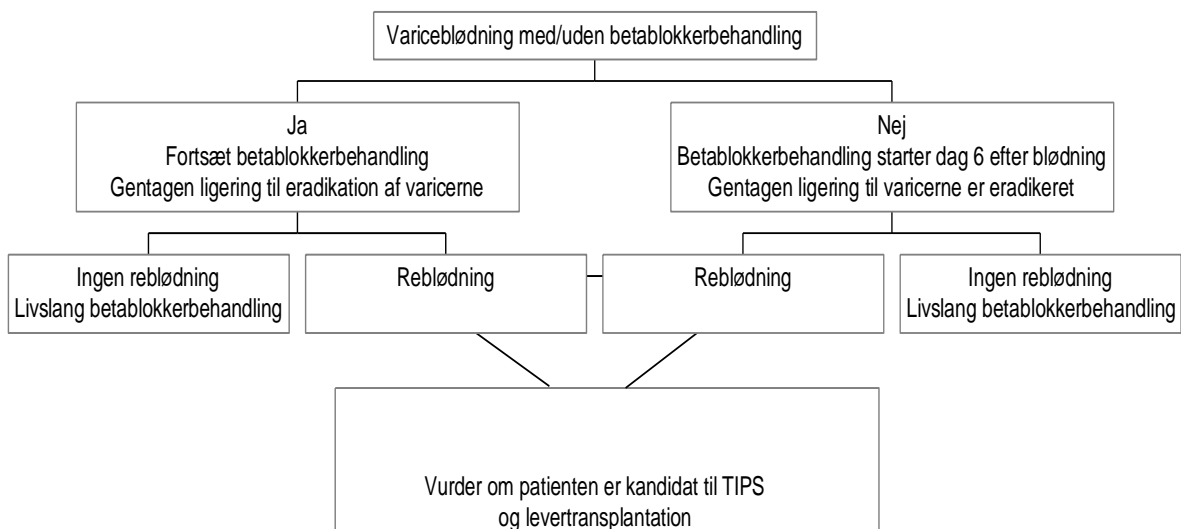 Variceblødning med/uden betablokkerbehandling
Ja
Fortsæt betablokkerbehandling
Gentagen ligering til eradikation af varicerne
Nej
Betablokkerbehandling starter dag 6 efter blødning
Gentagen ligering til varicerne er eradikeret
Ingen reblødning
Livslang betablokkerbehandling
Reblødning
Reblødning
Ingen reblødning
Livslang betablokkerbehandling
Vurder om patienten er kandidat til TIPS
og levertransplantation